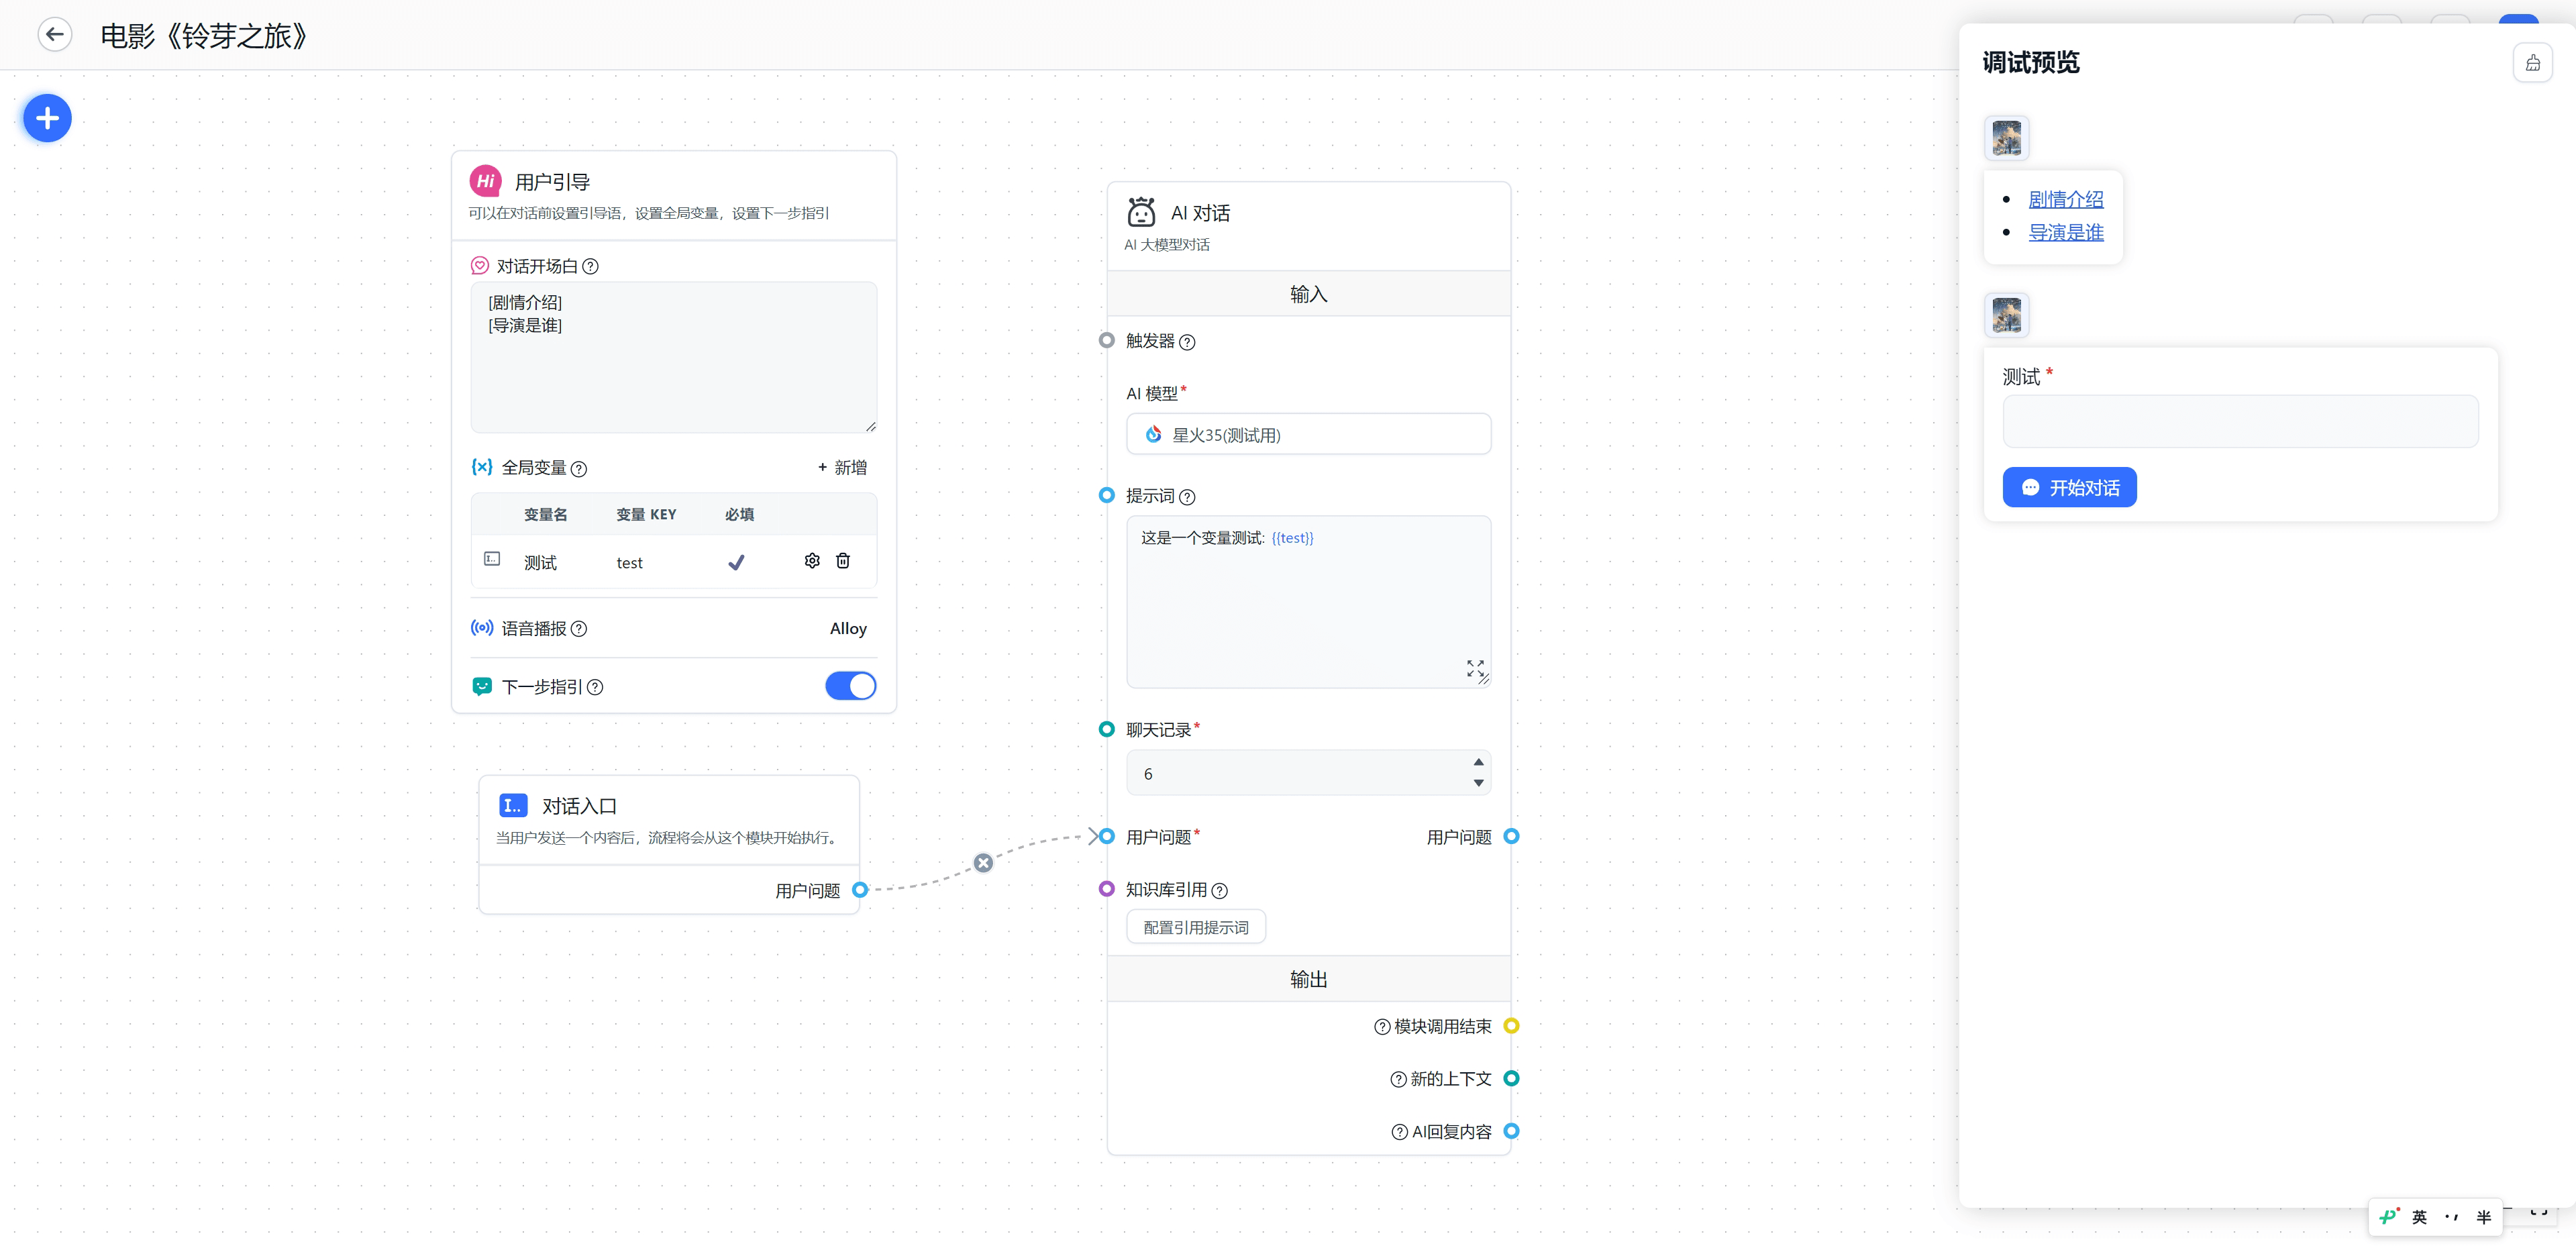 电影《铃芽之旅》
Hi 用户引导
可以在对话前设置引导语，设置全局变量，设置下一步指引
对话开场白
[剧情介绍]
[导演是谁]
全局变量
+ 新增
变量名 变量 KEY 必填
测试 test
语音播报 Alloy
下一步指引
对话入口
当用户发送一个内容后，流程将会从这个模块开始执行。
用户问题
AI 对话
AI 大模型对话
输入
触发器
AI 模型*
星火35(测试用)
提示词
这是一个变量测试: {{test}}
聊天记录*
6
用户问题* 用户问题
知识库引用
配置引用提示词
输出
模块调用结束
新的上下文
AI回复内容
调试预览
剧情介绍
导演是谁
测试 *
开始对话
英 半